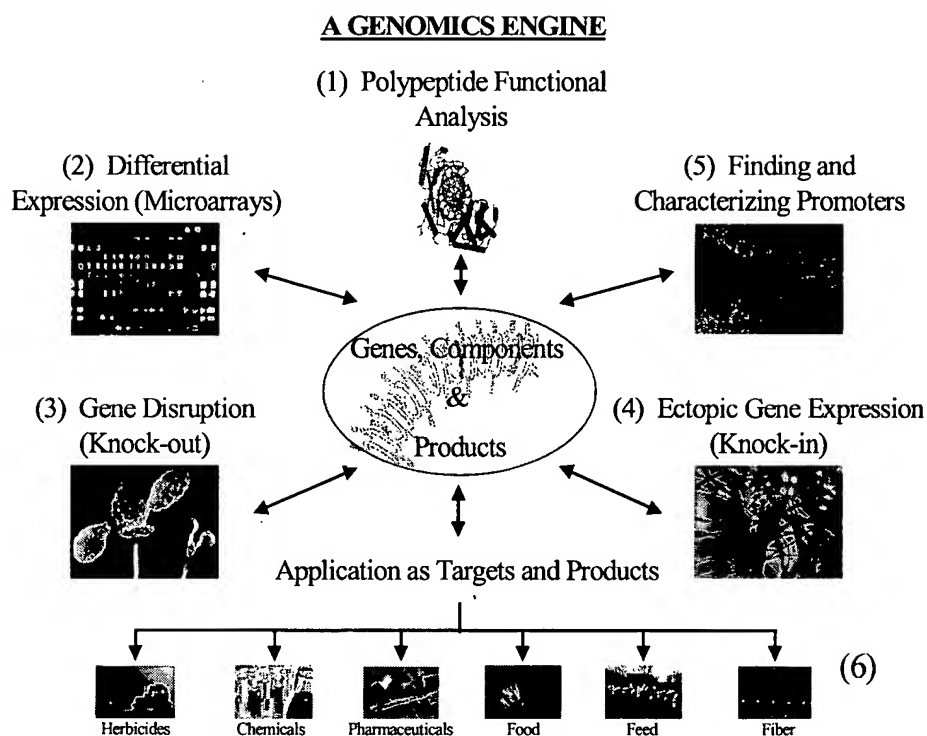 A GENOMICS ENGINE
(1) Polypeptide Functional
Analysis
(2) Differential
Expression (Microarrays)
(5) Finding and
Characterizing Promoters
Genes, Components
&
Products
(3) Gene Disruption
(Knock-out)
(4) Ectopic Gene Expression
(Knock-in)
Application as Targets and Products
(6)
Herbicides
Chemicals
Pharmaceuticals
Food
Feed
Fiber